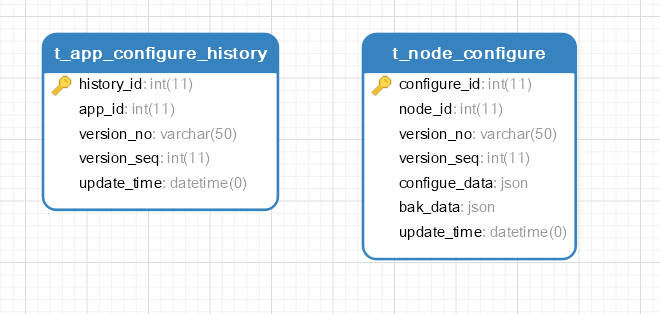 t_app_configure_history
history_id: int(11)
app_id: int(11)
version_no: varchar(50)
version_seq: int(11)
update_time: datetime(0)
t_node_configure
configure_id: int(11)
node_id: int(11)
version_no: varchar(50)
version_seq: int(11)
configue_data: json
bak_data: json
update_time: datetime(0)